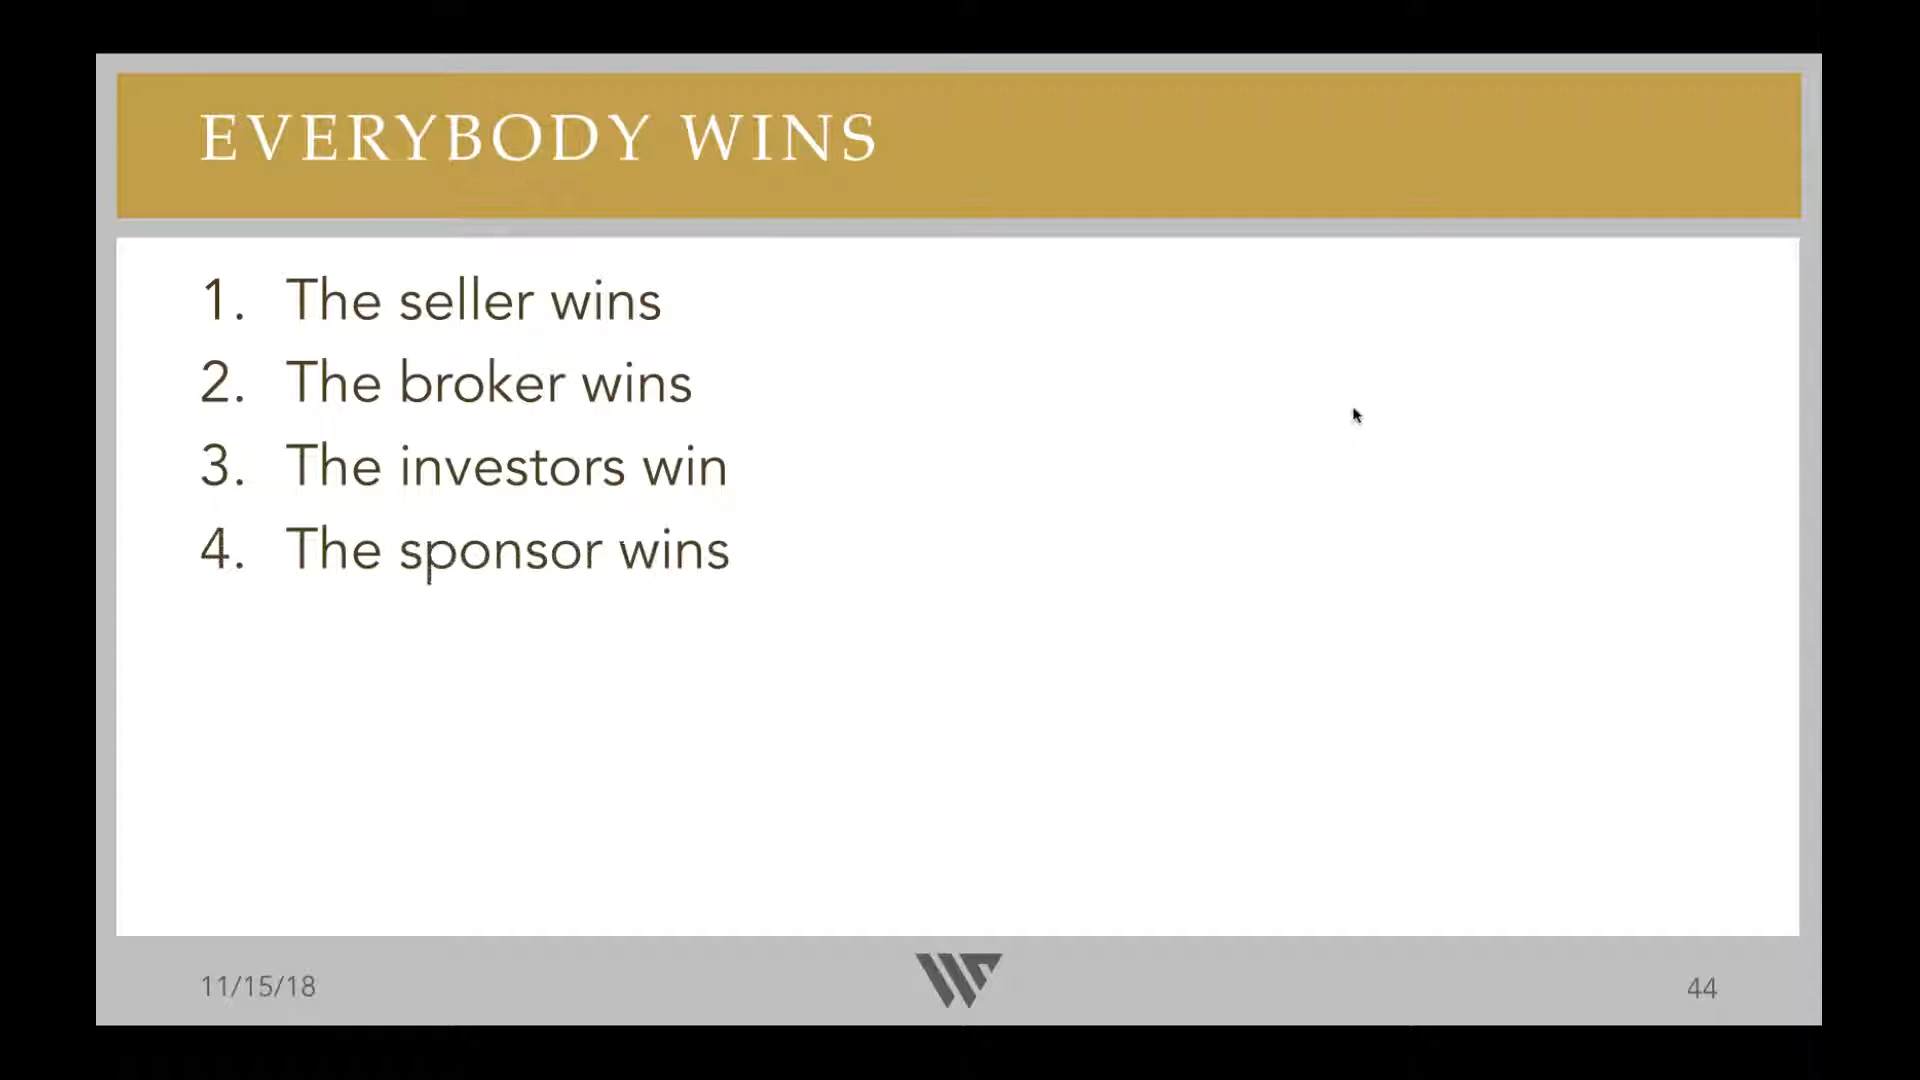 EVERYBODY WINS
1. The seller wins
2. The broker wins
3. The investors win
4. The sponsor wins
11/15/18
44